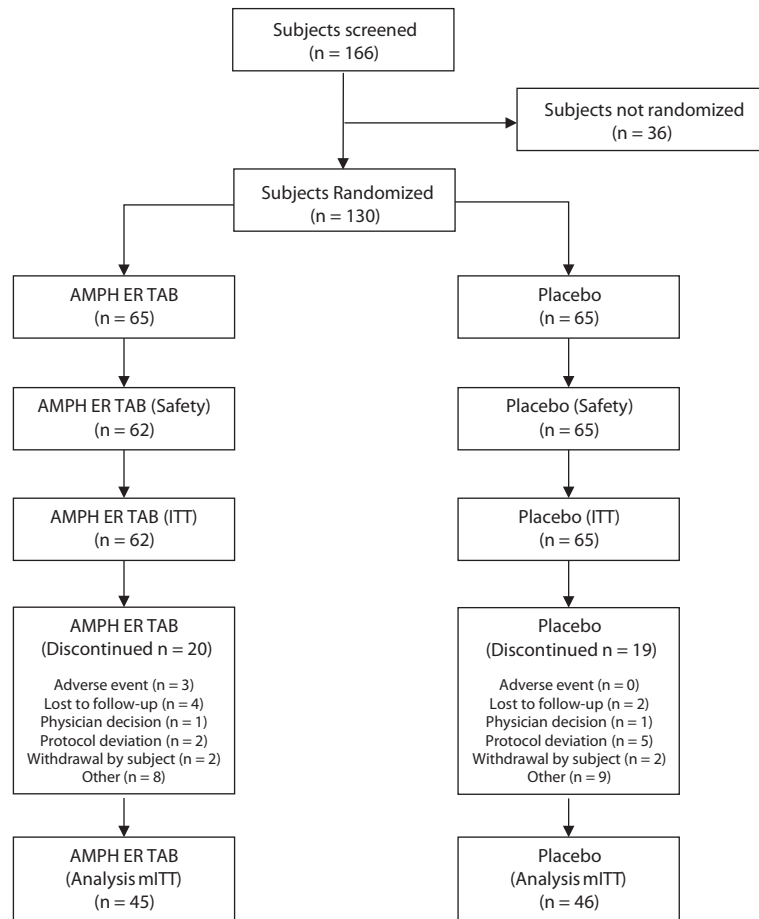 Subjects screened
(n = 166)
Subjects not randomized
(n = 36)
Subjects Randomized
(n = 130)
AMPH ER TAB
(n = 65)
Placebo
(n = 65)
AMPH ER TAB (Safety)
(n = 62)
Placebo (Safety)
(n = 65)
AMPH ER TAB (ITT)
(n = 62)
Placebo (ITT)
(n = 65)
AMPH ER TAB
(Discontinued n = 20)
Adverse event (n = 3)
Lost to follow-up (n = 4)
Physician decision (n = 1)
Protocol deviation (n = 2)
Withdrawal by subject (n = 2)
Other (n = 8)
Placebo
(Discontinued n = 19)
Adverse event (n = 0)
Lost to follow-up (n = 2)
Physician decision (n = 1)
Protocol deviation (n = 5)
Withdrawal by subject (n = 2)
Other (n = 9)
AMPH ER TAB
(Analysis mITT)
(n = 45)
Placebo
(Analysis mITT)
(n = 46)